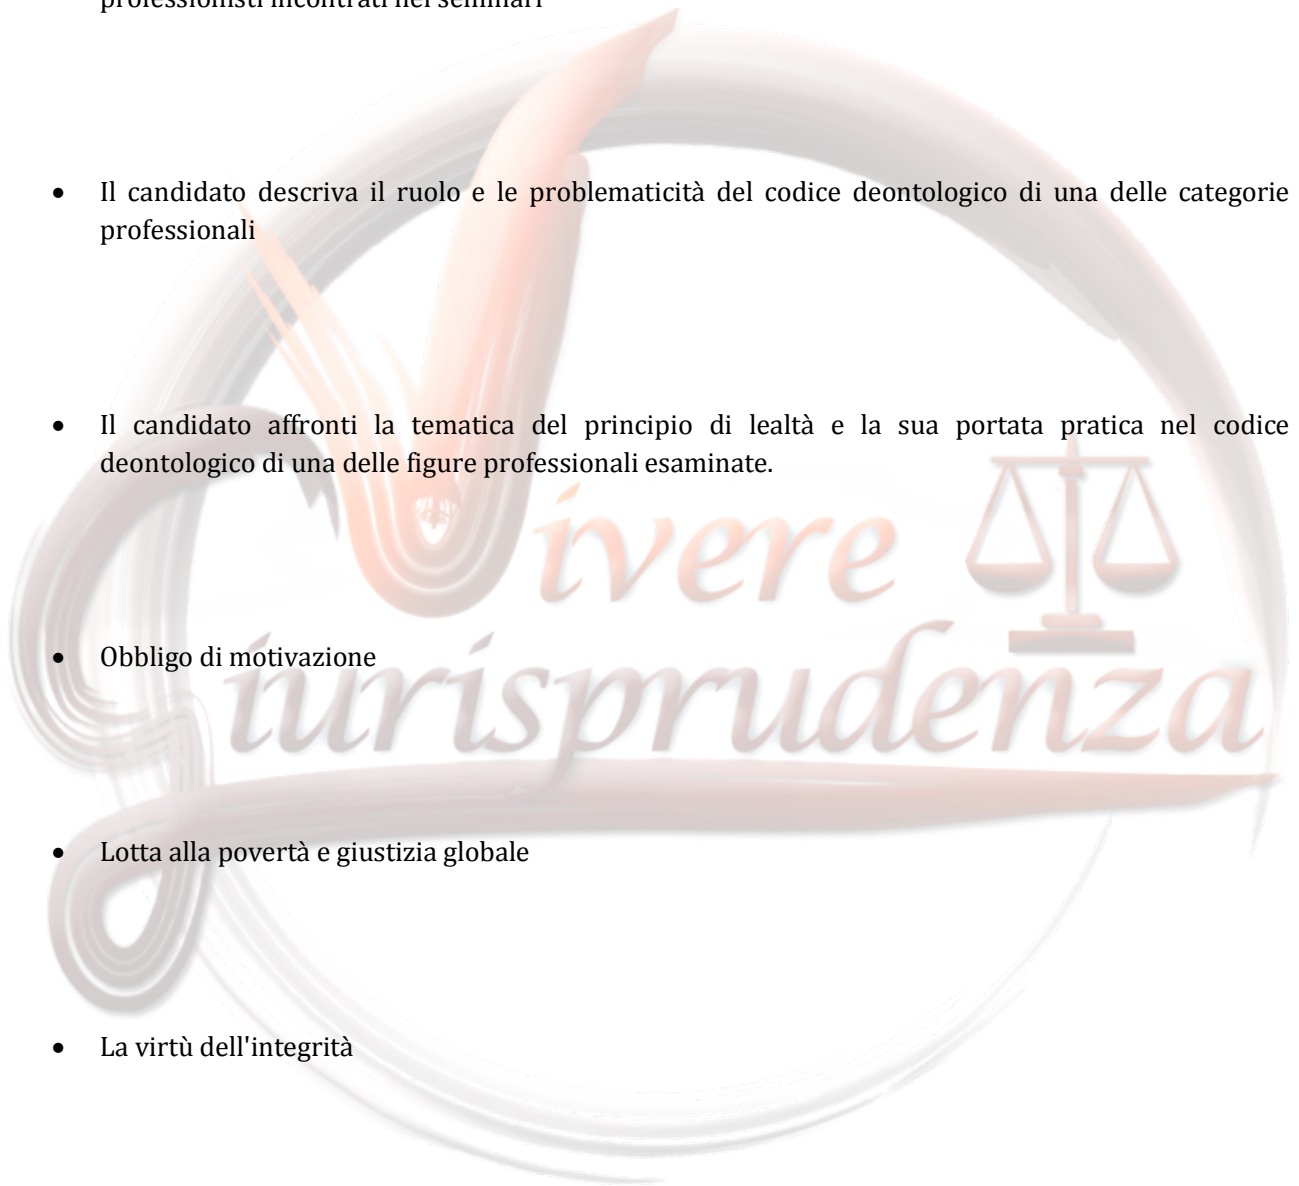 professionisti incontrati nei seminari
• Il candidato descriva il ruolo e le problematicità del codice deontologico di una delle categorie
professionali
• Il candidato affronti la tematica del principio di lealtà e la sua portata pratica nel codice
deontologico di una delle figure professionali esaminate.
Vivere
• Obbligo di motivazione
Giurisprudenza
• Lotta alla povertà e giustizia globale
• La virtù dell'integrità